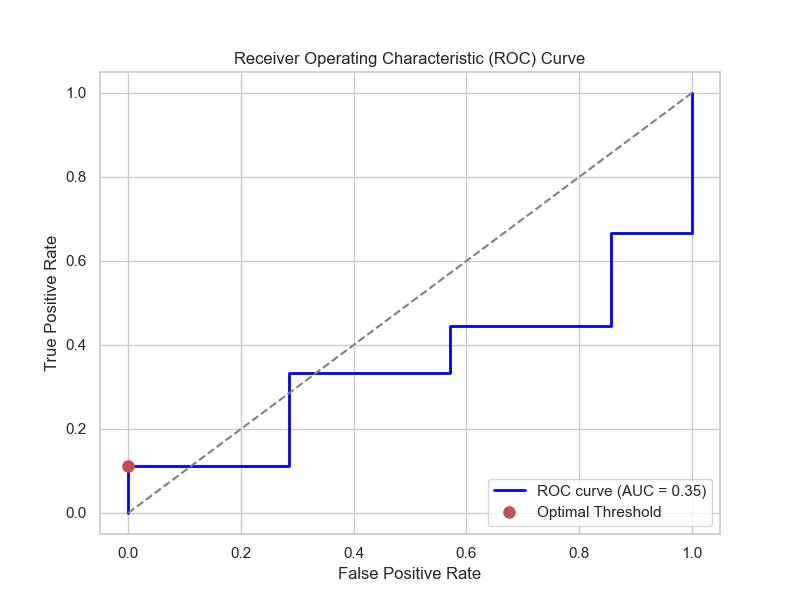 Receiver Operating Characteristic (ROC) Curve
True Positive Rate
1.0
0.8
0.6
0.4
0.2
0.0
ROC curve (AUC = 0.35)
Optimal Threshold
0.0 0.2 0.4 0.6 0.8 1.0
False Positive Rate